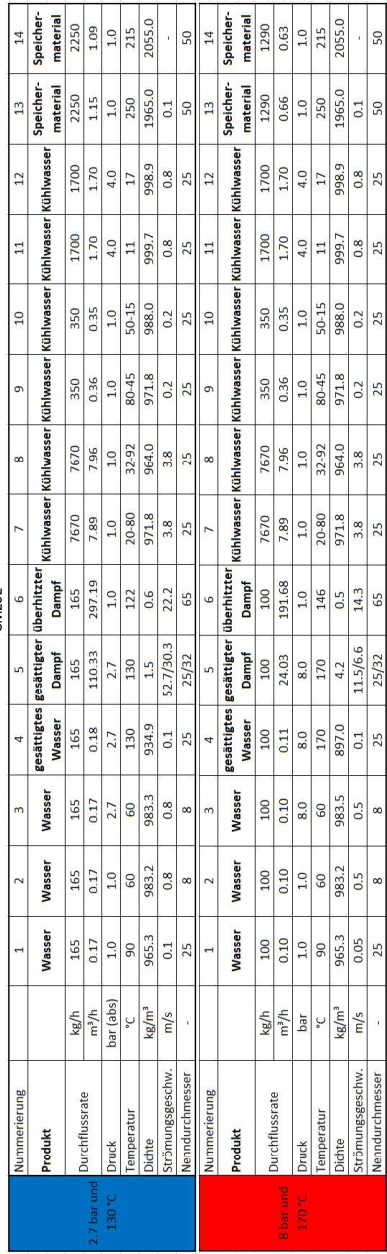 Nummerierung 1 2 3 4 5 6 7 8 9 10 11 12 13 14
Produkt Wasser Wasser Wasser gesättigtes Wasser gesättigter Dampf überhitzter Dampf Kühlwasser Kühlwasser Kühlwasser Kühlwasser Kühlwasser Kühlwasser Speicher-material Speicher-material
2.7 bar und 130 °C
Durchflussrate kg/h 165 165 165 165 165 165 7670 7670 350 350 1700 1700 2250 2250
m³/h 0.17 0.17 0.17 0.18 110.33 297.19 7.89 7.96 0.36 0.35 1.70 1.70 1.15 1.09
Druck bar (abs) 1.0 1.0 2.7 2.7 2.7 1.0 1.0 1.0 1.0 1.0 4.0 4.0 1.0 1.0
Temperatur °C 90 60 60 130 130 122 20-80 32-92 80-45 50-15 11 17 250 215
Dichte kg/m³ 965.3 983.2 983.3 934.9 1.5 0.6 971.8 964.0 971.8 988.0 999.7 998.9 1965.0 2055.0
Strömungsgeschw. m/s 0.1 0.8 0.8 0.1 52.7/30.3 22.2 3.8 3.8 0.2 0.2 0.8 0.8 0.1 -
Nenndurchmesser - 25 8 8 25 25/32 65 25 25 25 25 25 25 50 50
Nummerierung 1 2 3 4 5 6 7 8 9 10 11 12 13 14
Produkt Wasser Wasser Wasser gesättigtes Wasser gesättigter Dampf überhitzter Dampf Kühlwasser Kühlwasser Kühlwasser Kühlwasser Kühlwasser Kühlwasser Speicher-material Speicher-material
8 bar und 170 °C
Durchflussrate kg/h 100 100 100 100 100 100 7670 7670 350 350 1700 1700 1290 1290
m³/h 0.10 0.10 0.10 0.11 24.03 191.68 7.89 7.96 0.36 0.35 1.70 1.70 0.66 0.63
Druck bar 1.0 1.0 8.0 8.0 8.0 1.0 1.0 1.0 1.0 1.0 4.0 4.0 1.0 1.0
Temperatur °C 90 60 60 170 170 146 20-80 32-92 80-45 50-15 11 17 250 215
Dichte kg/m³ 965.3 983.2 983.5 897.0 4.2 0.5 971.8 964.0 971.8 988.0 999.7 998.9 1965.0 2055.0
Strömungsgeschw. m/s 0.05 0.5 0.5 0.1 11.5/6.6 14.3 3.8 3.8 0.2 0.2 0.8 0.8 0.1 -
Nenndurchmesser - 25 8 8 25 25/32 65 25 25 25 25 25 25 50 50